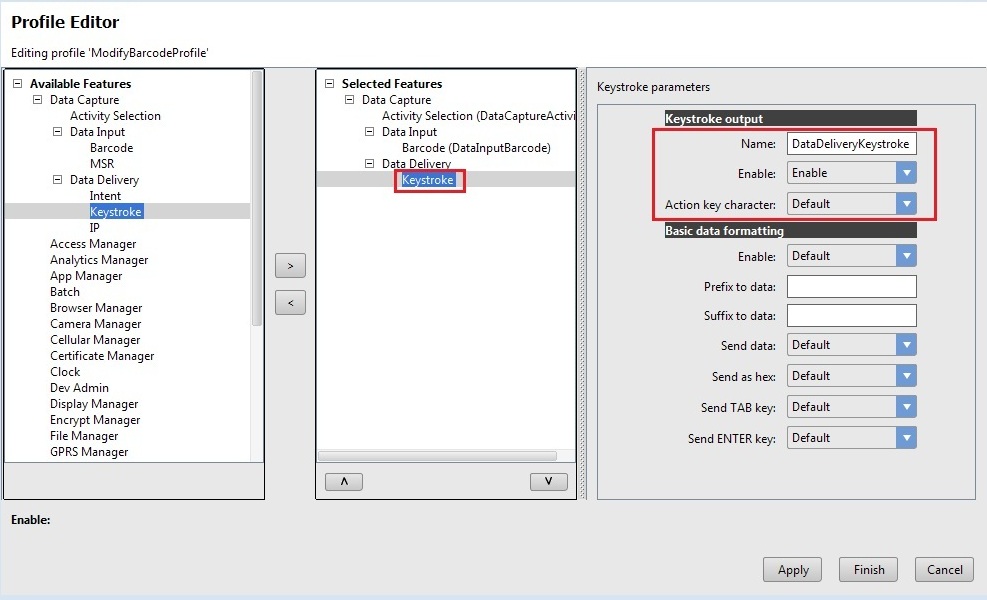 Profile Editor
Editing profile 'ModifyBarcodeProfile'
Available Features
Data Capture
Activity Selection
Data Input
Barcode
MSR
Data Delivery
Intent
Keystroke
IP
Access Manager
Analytics Manager
App Manager
Batch
Browser Manager
Camera Manager
Cellular Manager
Certificate Manager
Clock
Dev Admin
Display Manager
Encrypt Manager
File Manager
GPRS Manager
>
<
Selected Features
Data Capture
Activity Selection (DataCaptureActivi
Data Input
Barcode (DataInputBarcode)
Data Delivery
Keystroke
Keystroke parameters
Keystroke output
Name: DataDeliveryKeystroke
Enable: Enable
Action key character: Default
Basic data formatting
Enable: Default
Prefix to data:
Suffix to data:
Send data: Default
Send as hex: Default
Send TAB key: Default
Send ENTER key: Default
Enable:
Apply Finish Cancel